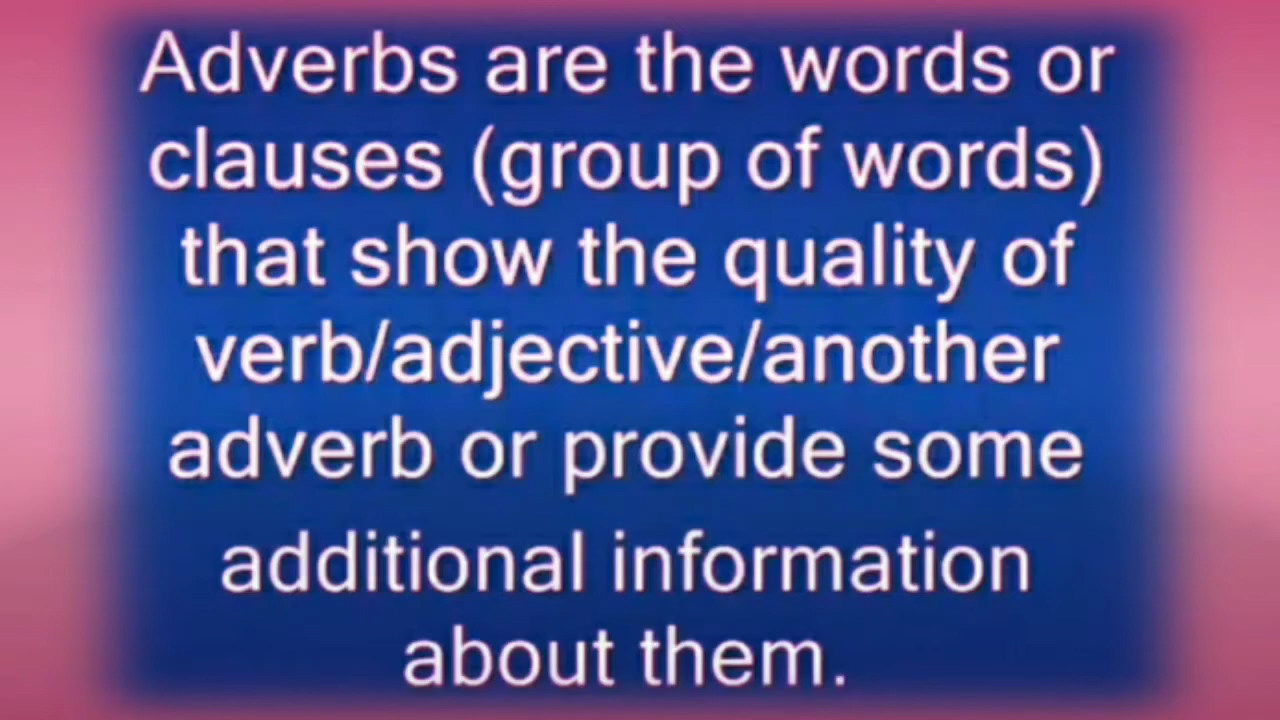 Adverbs are the words or
clauses (group of words)
that show the quality of
verb/adjective/another
adverb or provide some
additional information
about them.